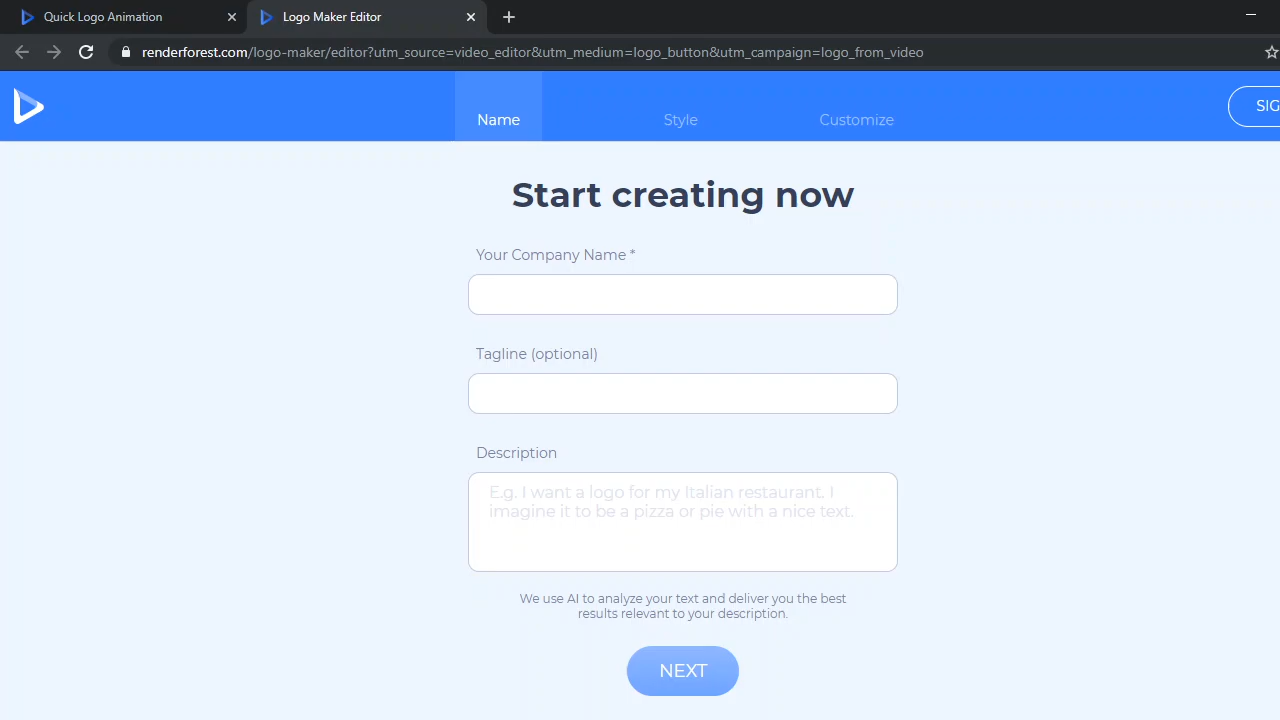 Quick Logo Animation
Logo Maker Editor
renderforest.com/logo-maker/editor?utm_source=video_editor&utm_medium=logo_button&utm_campaign=logo_from_video
Name
Style
Customize
SIG
Start creating now
Your Company Name *
Tagline (optional)
Description
E.g. I want a logo for my Italian restaurant. I
imagine it to be a pizza or pie with a nice text.
We use AI to analyze your text and deliver you the best
results relevant to your description.
NEXT